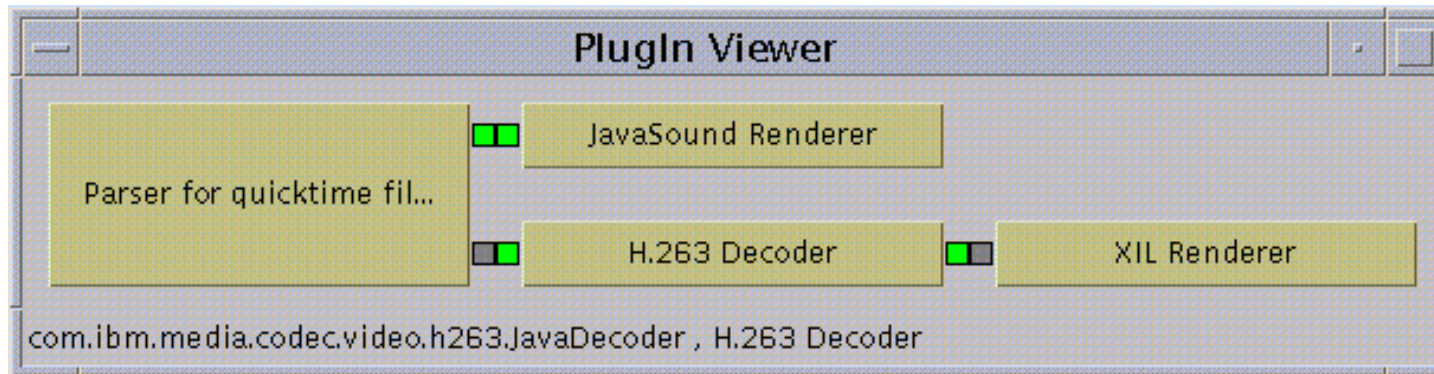 PlugIn Viewer
JavaSound Renderer
Parser for quicktime fil...
H.263 Decoder
XIL Renderer
com.ibm.media.codec.video.h263.JavaDecoder , H.263 Decoder